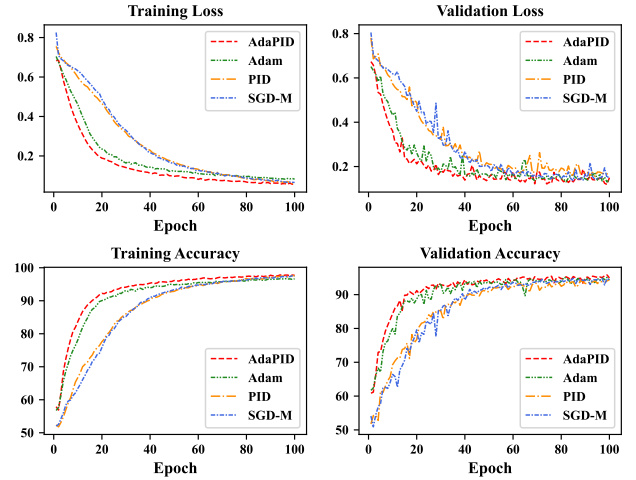 Training Loss
0.8
0.6
0.4
0.2
AdaPID
Adam
PID
SGD-M
0 20 40 60 80 100
Epoch
Validation Loss
0.8
0.6
0.4
0.2
AdaPID
Adam
PID
SGD-M
0 20 40 60 80 100
Epoch
Training Accuracy
100
90
80
70
60
50
AdaPID
Adam
PID
SGD-M
0 20 40 60 80 100
Epoch
Validation Accuracy
90
80
70
60
50
AdaPID
Adam
PID
SGD-M
0 20 40 60 80 100
Epoch